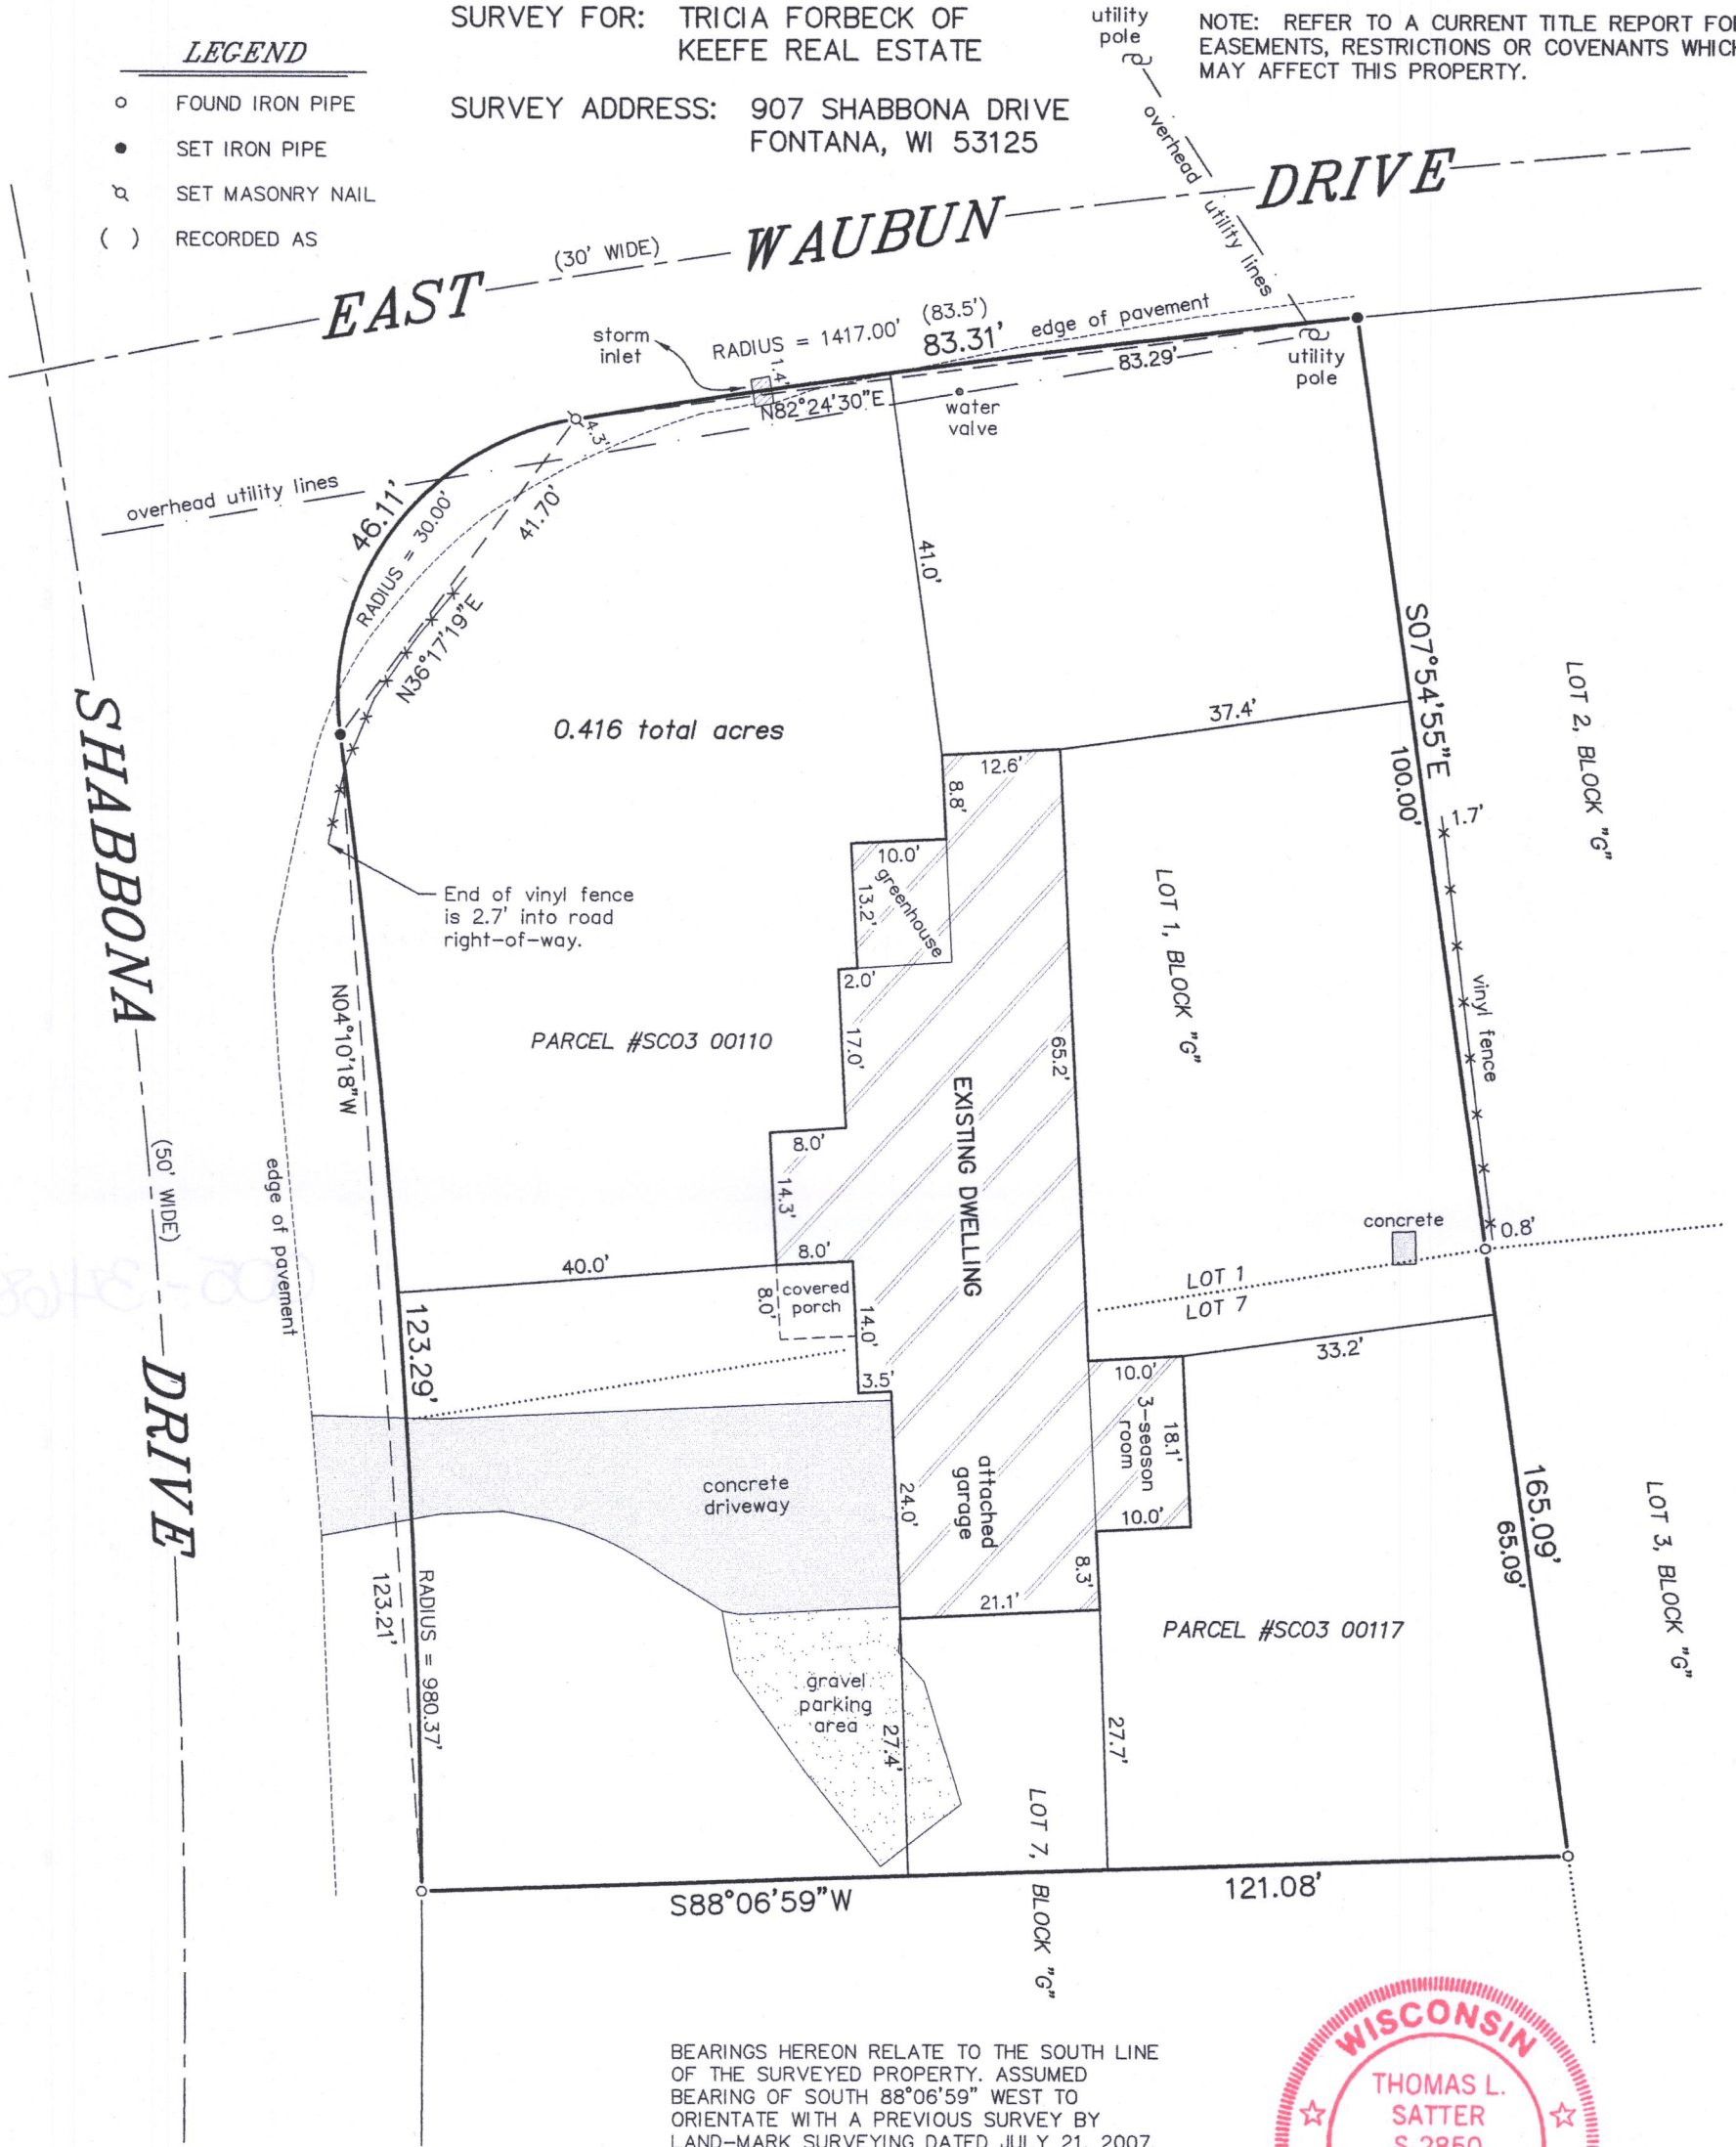 LEGEND
FOUND IRON PIPE
SET IRON PIPE
SET MASONRY NAIL
( ) RECORDED AS
SURVEY FOR: TRICIA FORBECK OF
KEEFE REAL ESTATE
SURVEY ADDRESS: 907 SHABBONA DRIVE
FONTANA, WI 53125
utility
pole
NOTE: REFER TO A CURRENT TITLE REPORT FOR
EASEMENTS, RESTRICTIONS OR COVENANTS WHICH
MAY AFFECT THIS PROPERTY.
overhead utility lines
EAST WAUBUN DRIVE
(30' WIDE)
storm
inlet
RADIUS = 1417.00'
(83.5')
83.31'
edge of pavement
1.4'
N82°24'30"E
83.29'
utility
pole
water
valve
4.3'
overhead utility lines
46.11'
RADIUS = 30.00'
41.70'
N36°17'19"E
41.0'
S07°54'55"E
100.00'
LOT 2, BLOCK "G"
0.416 total acres
37.4'
SHABBONA DRIVE
(50' WIDE)
12.6'
8.8'
1.7'
10.0'
greenhouse
13.2'
End of vinyl fence
is 2.7' into road
right-of-way.
LOT 1, BLOCK "G"
2.0'
vinyl fence
N04°10'18"W
PARCEL #SC03 00110
17.0'
65.2'
EXISTING DWELLING
8.0'
14.3'
edge of pavement
concrete
0.8'
40.0'
8.0'
covered
porch
8.0'
14.0'
LOT 1
LOT 7
123.29'
33.2'
3.5'
10.0'
3-season
room
18.1'
10.0'
concrete
driveway
24.0'
attached
garage
165.09'
65.09'
LOT 3, BLOCK "G"
8.3'
21.1'
123.21'
RADIUS = 980.37'
PARCEL #SC03 00117
gravel
parking
area
27.4'
27.7'
LOT 7, BLOCK "G"
S88°06'59"W
121.08'
BEARINGS HEREON RELATE TO THE SOUTH LINE
OF THE SURVEYED PROPERTY. ASSUMED
BEARING OF SOUTH 88°06'59" WEST TO
ORIENTATE WITH A PREVIOUS SURVEY BY
LAND-MARK SURVEYING DATED JULY 21, 2007.
WISCONSIN
THOMAS L.
SATTER
S-2850